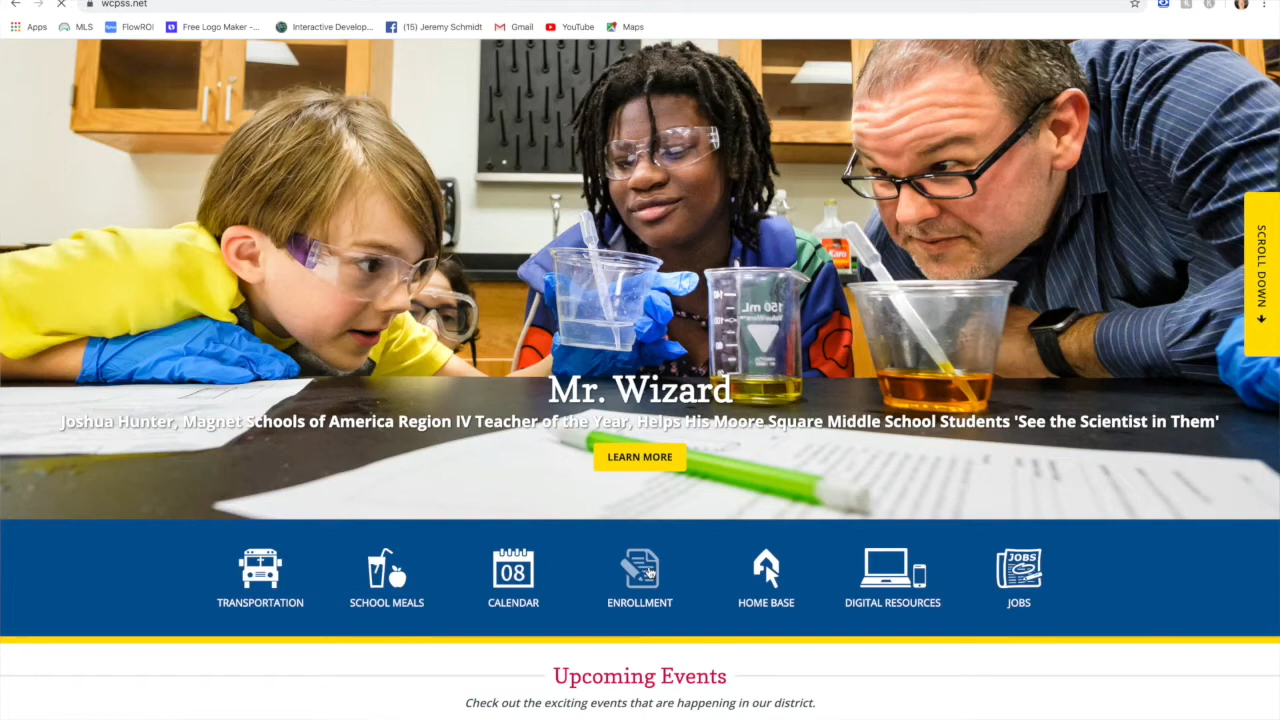 wcpss.net
Apps MLS FlowROI Free Logo Maker -... Interactive Develop... (15) Jeremy Schmidt Gmail YouTube Maps
Karo
150 mL
SCROLL DOWN
Mr. Wizard
Joshua Hunter, Magnet Schools of America Region IV Teacher of the Year, Helps His Moore Square Middle School Students 'See the Scientist in Them'
LEARN MORE
08
JOBS
TRANSPORTATION SCHOOL MEALS CALENDAR ENROLLMENT HOME BASE DIGITAL RESOURCES JOBS
Upcoming Events
Check out the exciting events that are happening in our district.